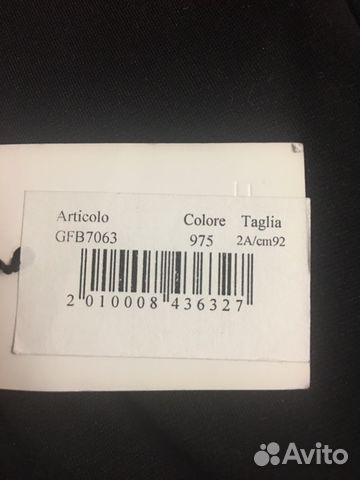 Articolo Colore Taglia
GFB7063 975 2A/cm92
2 010008 436327
Avito